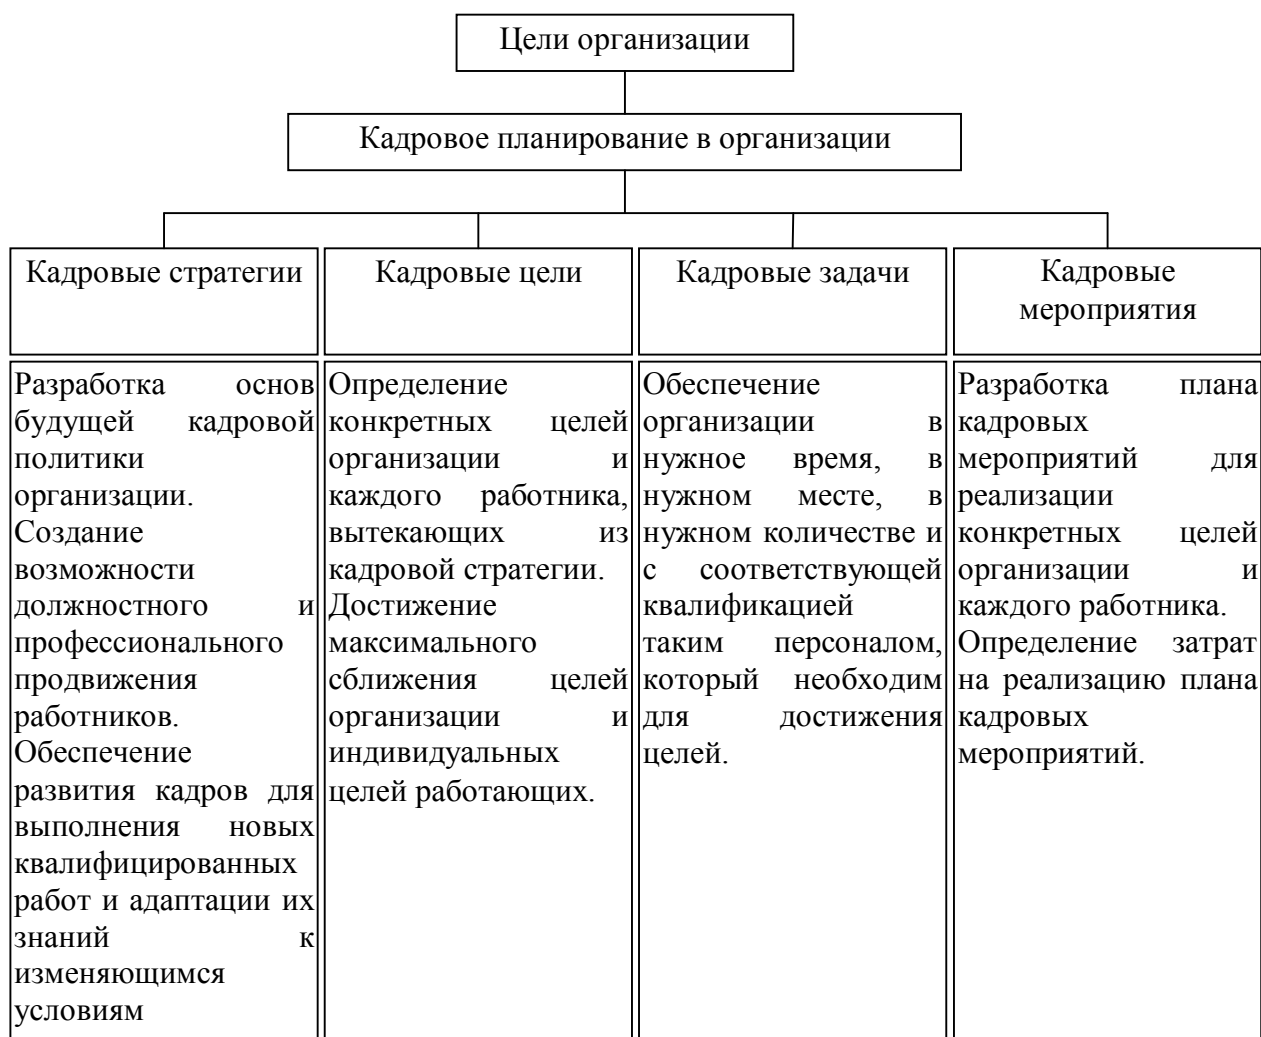 Цели организации
Кадровое планирование в организации
Кадровые стратегии
Кадровые цели
Кадровые задачи
Кадровые
мероприятия
Разработка основ
будущей кадровой
политики
организации.
Создание
возможности
должностного и
профессионального
продвижения
работников.
Обеспечение
развития кадров для
выполнения новых
квалифицированных
работ и адаптации их
знаний к
изменяющимся
условиям
Определение
конкретных целей
организации и
каждого работника,
вытекающих из
кадровой стратегии.
Достижение
максимального
сближения целей
организации и
индивидуальных
целей работающих.
Обеспечение
организации в
нужное время, в
нужном месте, в
нужном количестве и
с соответствующей
квалификацией
таким персоналом,
который необходим
для достижения
целей.
Разработка плана
кадровых
мероприятий для
реализации
конкретных целей
организации и
каждого работника.
Определение затрат
на реализацию плана
кадровых
мероприятий.